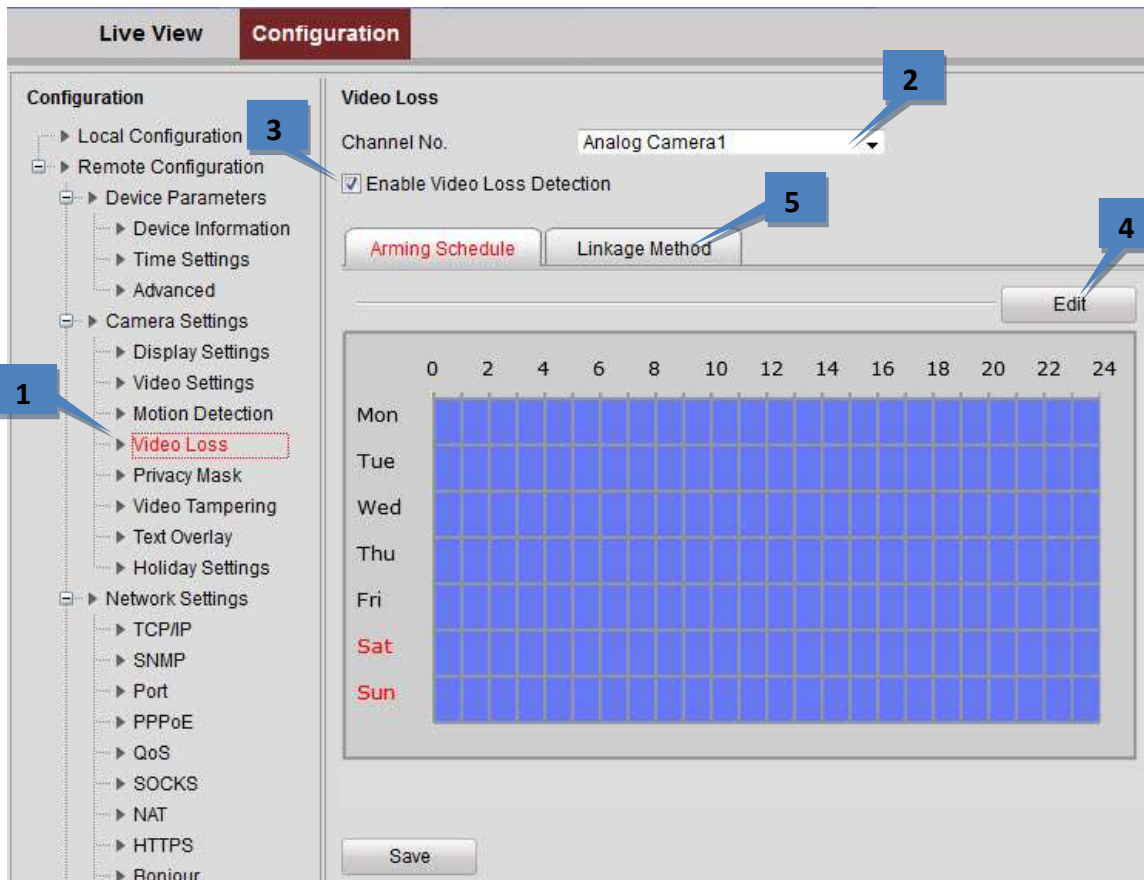 Live View
Configuration
Configuration
Local Configuration
Remote Configuration
Device Parameters
Device Information
Time Settings
Advanced
Camera Settings
Display Settings
Video Settings
Motion Detection
Video Loss
Privacy Mask
Video Tampering
Text Overlay
Holiday Settings
Network Settings
TCP/IP
SNMP
Port
PPPoE
QoS
SOCKS
NAT
HTTPS
Bonjour
1
3
Video Loss
2
Channel No. Analog Camera1
Enable Video Loss Detection
5
4
Arming Schedule Linkage Method
Edit
0 2 4 6 8 10 12 14 16 18 20 22 24
Mon
Tue
Wed
Thu
Fri
Sat
Sun
Save